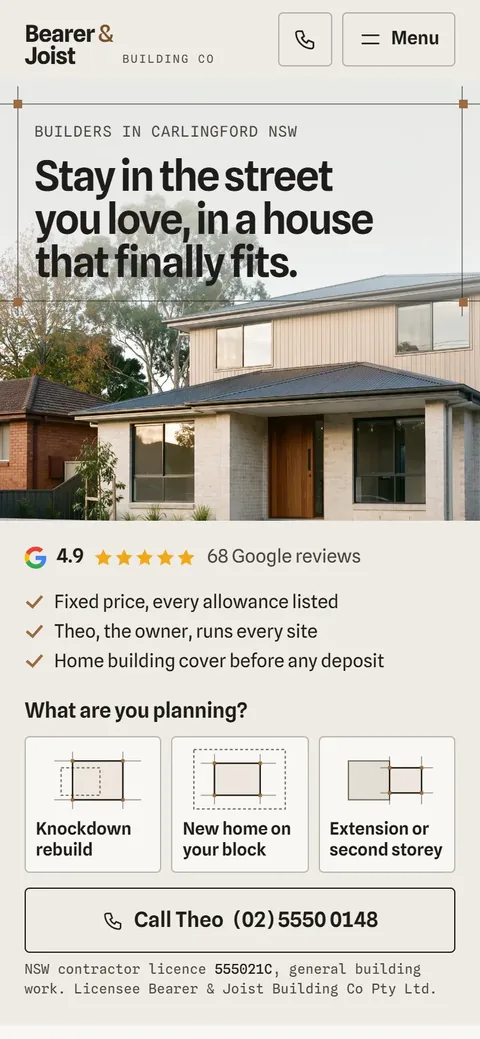 Bearer &
Joist
BUILDING CO
Menu
BUILDERS IN CARLINGFORD NSW
Stay in the street
you love, in a house
that finally fits.
4.9
68 Google reviews
Fixed price, every allowance listed
Theo, the owner, runs every site
Home building cover before any deposit
What are you planning?
Knockdown
rebuild
New home on
your block
Extension or
second storey
Call Theo (02) 5550 0148
NSW contractor licence 555021C, general building
work. Licensee Bearer & Joist Building Co Pty Ltd.